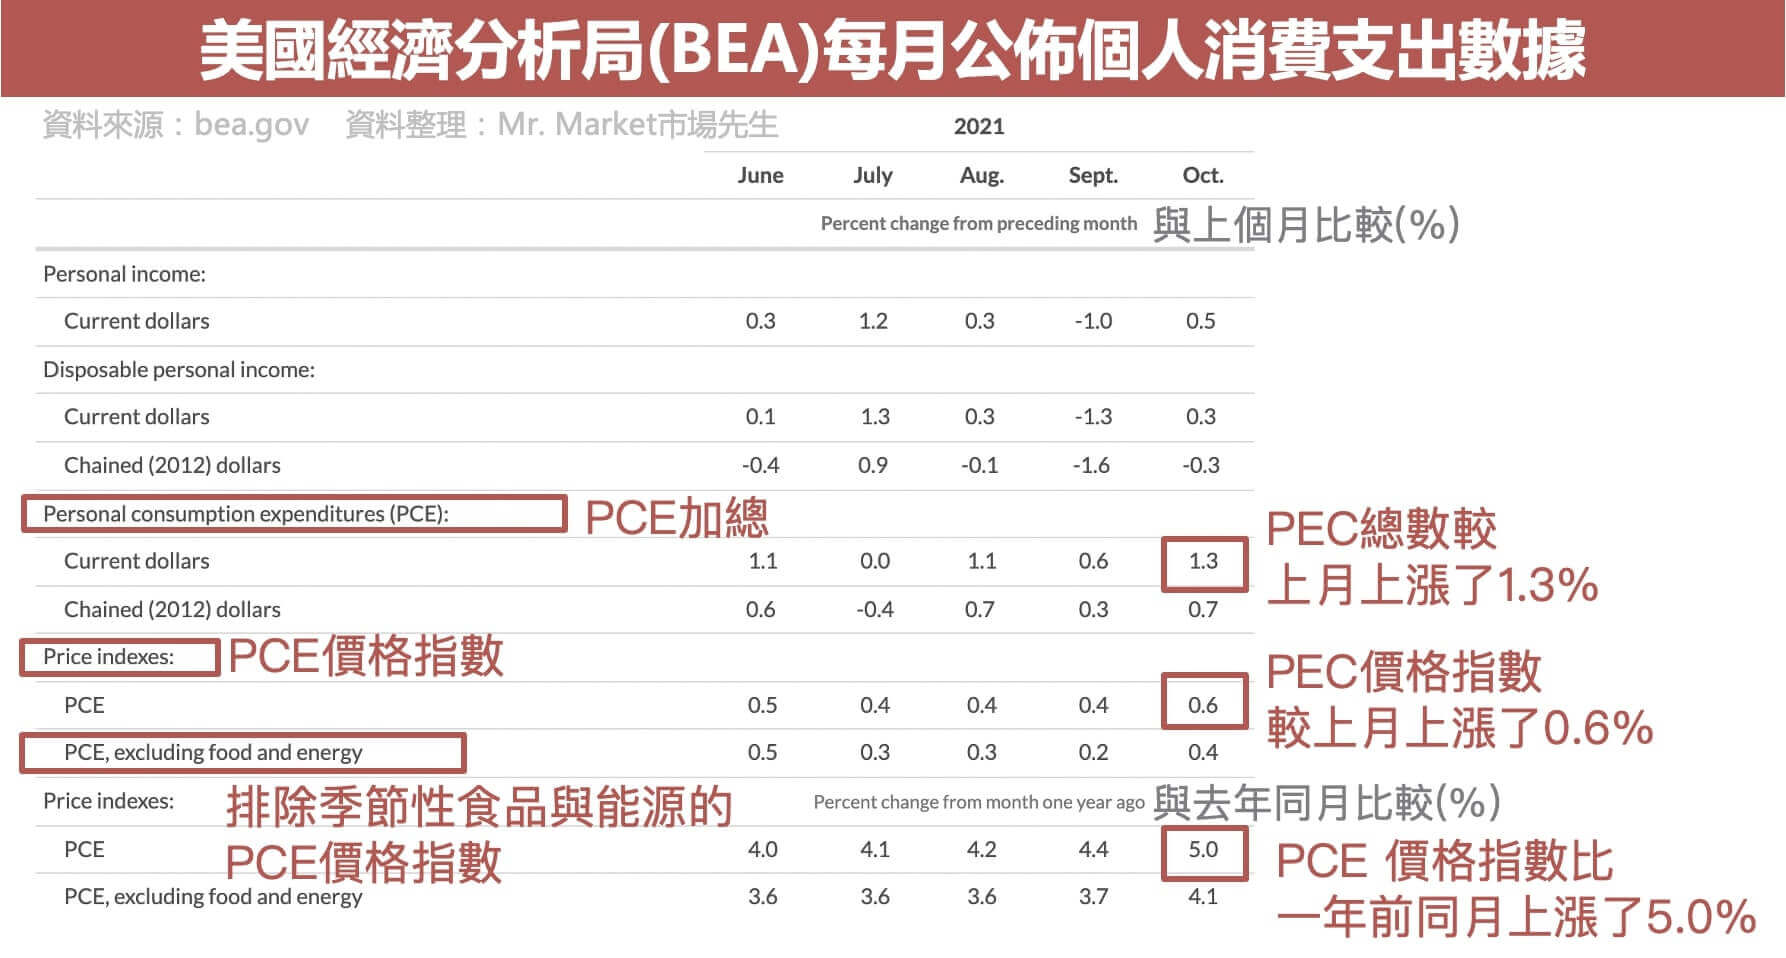 美國經濟分析局(BEA)每月公佈個人消費支出數據
資料來源：bea.gov 資料整理：Mr. Market市場先生
2021
June July Aug. Sept. Oct.
Percent change from preceding month 與上個月比較(%)
Personal income:
Current dollars 0.3 1.2 0.3 -1.0 0.5
Disposable personal income:
Current dollars 0.1 1.3 0.3 -1.3 0.3
Chained (2012) dollars -0.4 0.9 -0.1 -1.6 -0.3
Personal consumption expenditures (PCE): PCE加總
Current dollars 1.1 0.0 1.1 0.6 1.3
PEC總數較
上月上漲了1.3%
Chained (2012) dollars 0.6 -0.4 0.7 0.3 0.7
Price indexes: PCE價格指數
PCE 0.5 0.4 0.4 0.4 0.6
PEC價格指數
較上月上漲了0.6%
PCE, excluding food and energy 0.5 0.3 0.3 0.2 0.4
排除季節性食品與能源的
PCE價格指數
Price indexes: Percent change from month one year ago 與去年同月比較(%)
PCE 4.0 4.1 4.2 4.4 5.0
PCE, excluding food and energy 3.6 3.6 3.6 3.7 4.1
PCE 價格指數比
一年前同月上漲了5.0%